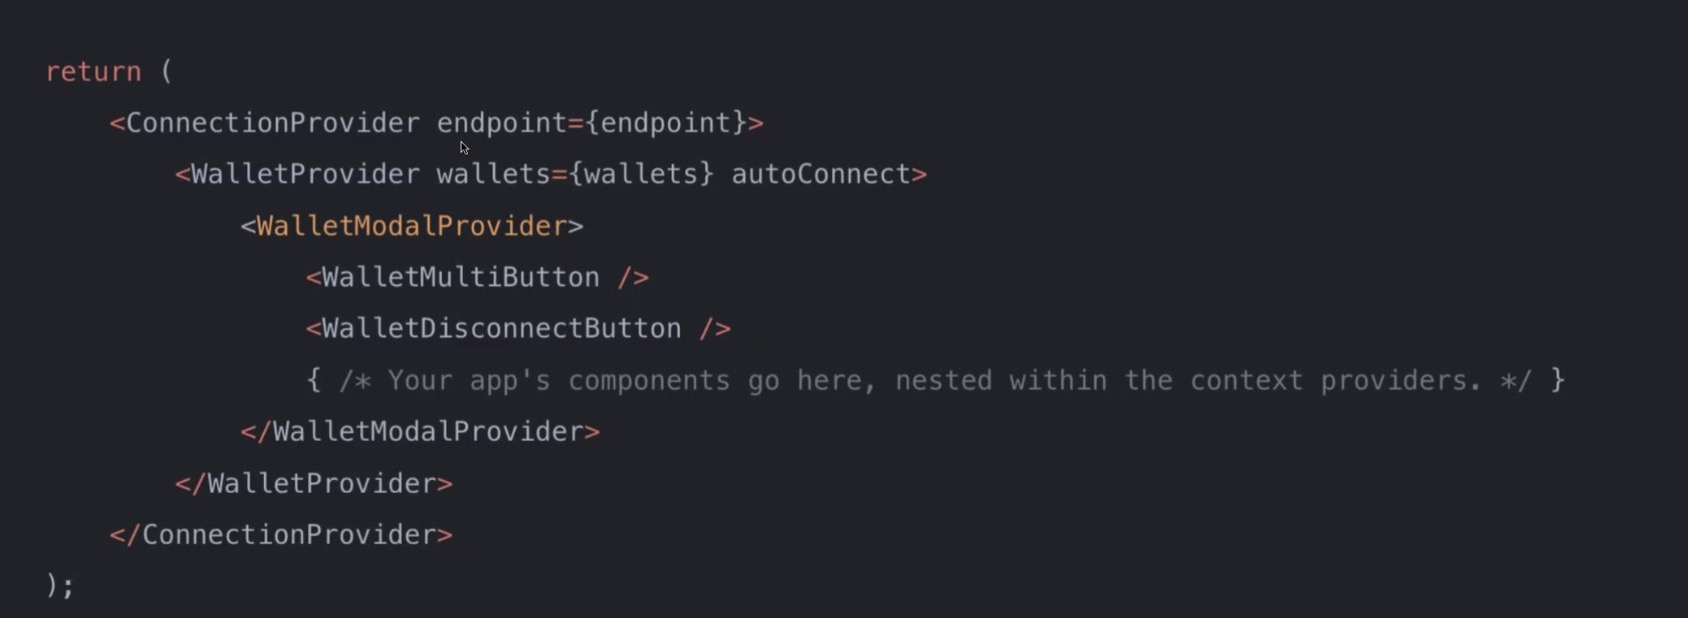 return (
<ConnectionProvider endpoint={endpoint}>
<WalletProvider wallets={wallets} autoConnect>
<WalletModalProvider>
<WalletMultiButton />
<WalletDisconnectButton />
{ /* Your app's components go here, nested within the context providers. */ }
</WalletModalProvider>
</WalletProvider>
</ConnectionProvider>
);